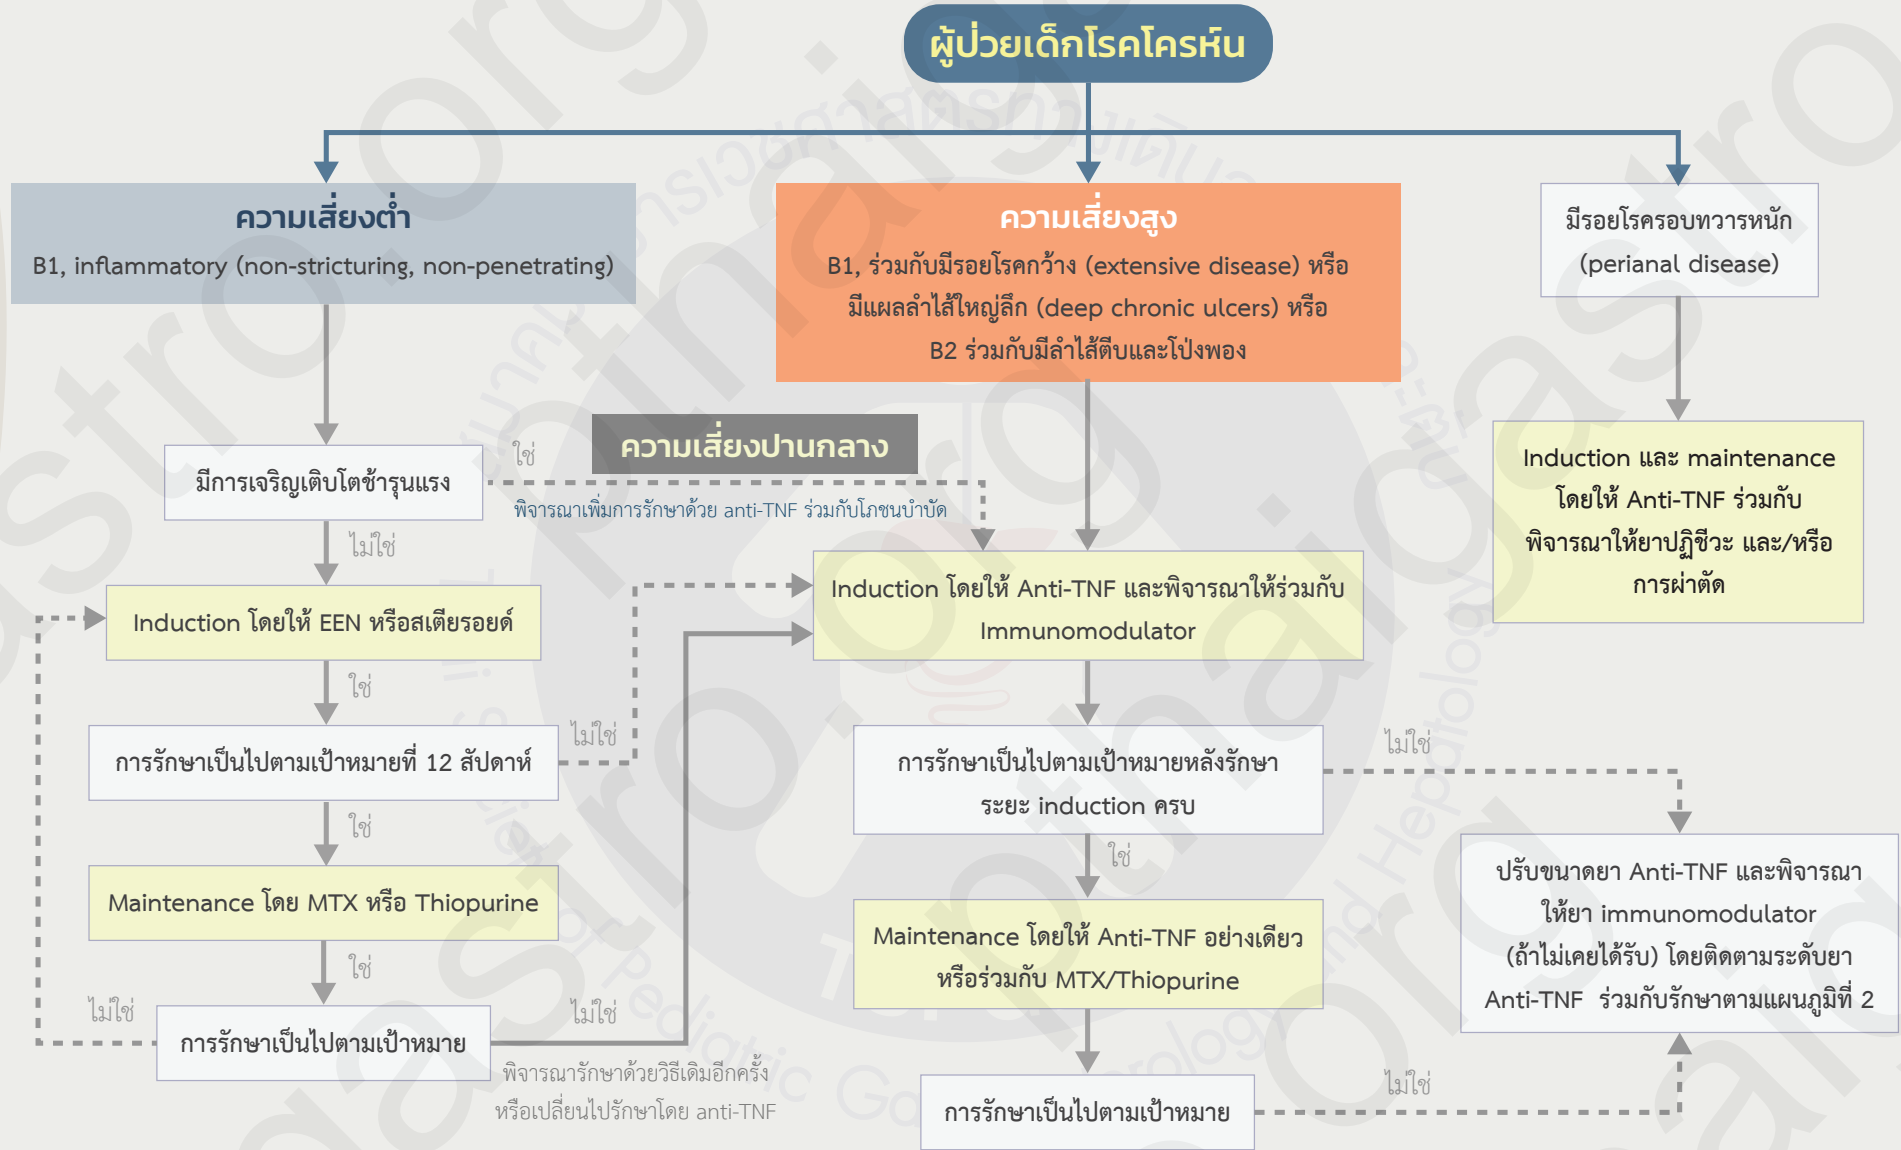 ผู้ป่วยเด็กโรคโครห์น
ความเสี่ยงต่ำ
B1, inflammatory (non-stricturing, non-penetrating)
ความเสี่ยงสูง
B1, ร่วมกับมีรอยโรคกว้าง (extensive disease) หรือ
มีแผลลำไส้ใหญ่ลึก (deep chronic ulcers) หรือ
B2 ร่วมกับมีลำไส้ตีบและโป่งพอง
มีรอยโรครอบทวารหนัก
(perianal disease)
มีการเจริญเติบโตช้ารุนแรง
ใช่
ความเสี่ยงปานกลาง
พิจารณาเพิ่มการรักษาด้วย anti-TNF ร่วมกับโภชนบำบัด
Induction และ maintenance
โดยให้ Anti-TNF ร่วมกับ
พิจารณาให้ยาปฏิชีวะ และ/หรือ
การผ่าตัด
ไม่ใช่
Induction โดยให้ EEN หรือสเตียรอยด์
Induction โดยให้ Anti-TNF และพิจารณาให้ร่วมกับ
Immunomodulator
ใช่
การรักษาเป็นไปตามเป้าหมายที่ 12 สัปดาห์
ไม่ใช่
การรักษาเป็นไปตามเป้าหมายหลังรักษา
ระยะ induction ครบ
ไม่ใช่
ใช่
ใช่
Maintenance โดย MTX หรือ Thiopurine
Maintenance โดยให้ Anti-TNF อย่างเดียว
หรือร่วมกับ MTX/Thiopurine
ปรับขนาดยา Anti-TNF และพิจารณา
ให้ยา immunomodulator
(ถ้าไม่เคยได้รับ) โดยติดตามระดับยา
Anti-TNF ร่วมกับรักษาตามแผนภูมิที่ 2
ใช่
ไม่ใช่
การรักษาเป็นไปตามเป้าหมาย
ไม่ใช่
พิจารณารักษาด้วยวิธีเดิมอีกครั้ง
หรือเปลี่ยนไปรักษาโดย anti-TNF
การรักษาเป็นไปตามเป้าหมาย
ไม่ใช่
pthaigastro.org